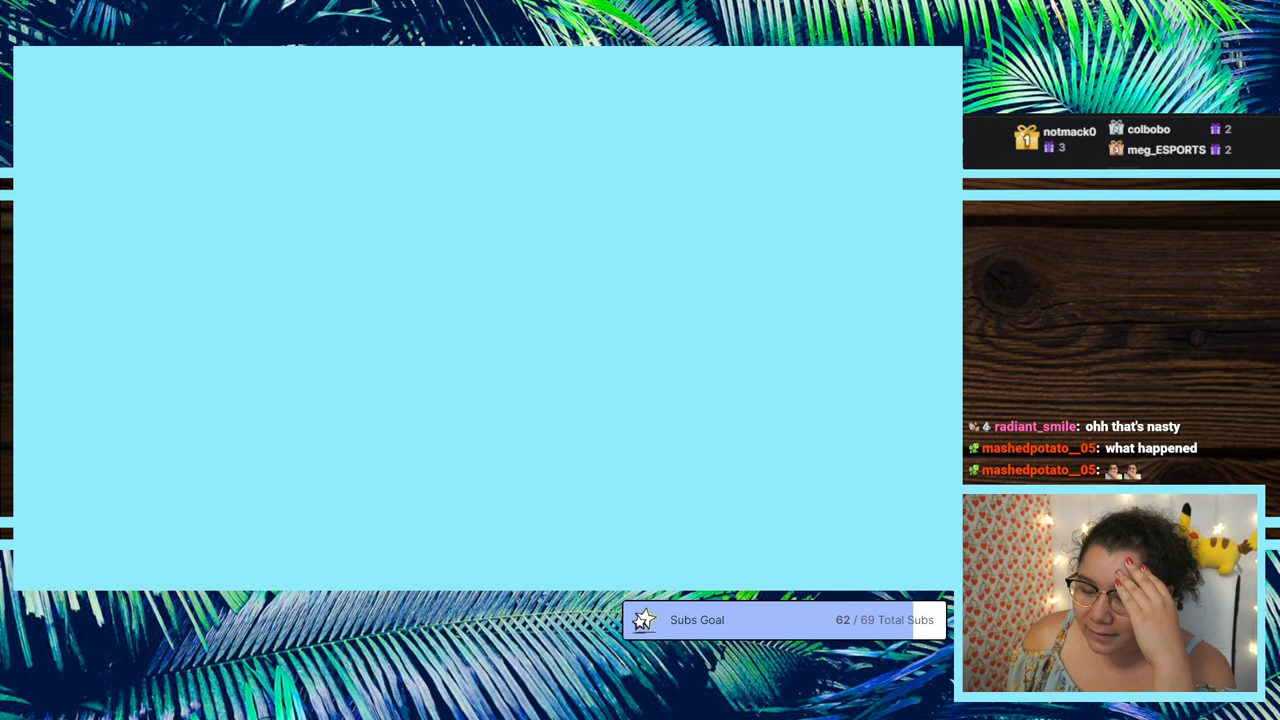 notmack0
3
colbobo
2
meg_ESPORTS
2
radiant_smile: ohh that's nasty
mashedpotato__05: what happened
mashedpotato__05:
Subs Goal
62 / 69 Total Subs